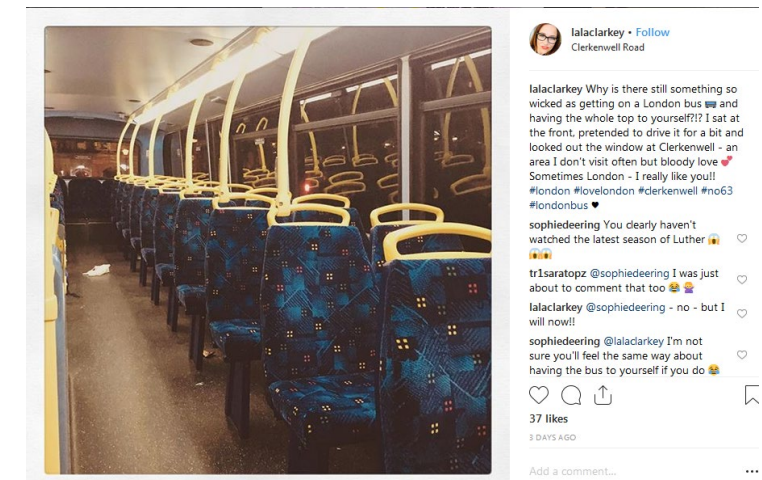 lalaclarkey • Follow
Clerkenwell Road
lalaclarkey Why is there still something so
wicked as getting on a London bus 🚌 and
having the whole top to yourself?!? I sat at
the front, pretended to drive it for a bit and
looked out the window at Clerkenwell - an
area I don't visit often but bloody love 💕
Sometimes London - I really like you!!
#london #lovelondon #clerkenwell #no63
#londonbus ♥
sophiedeering You clearly haven't
watched the latest season of Luther 😱
😱😱
tr1saratopz @sophiedeering I was just
about to comment that too 😂 🤷‍♀️
lalaclarkey @sophiedeering - no - but I
will now!!
sophiedeering @lalaclarkey I'm not
sure you'll feel the same way about
having the bus to yourself if you do 😂
37 likes
3 DAYS AGO
Add a comment...